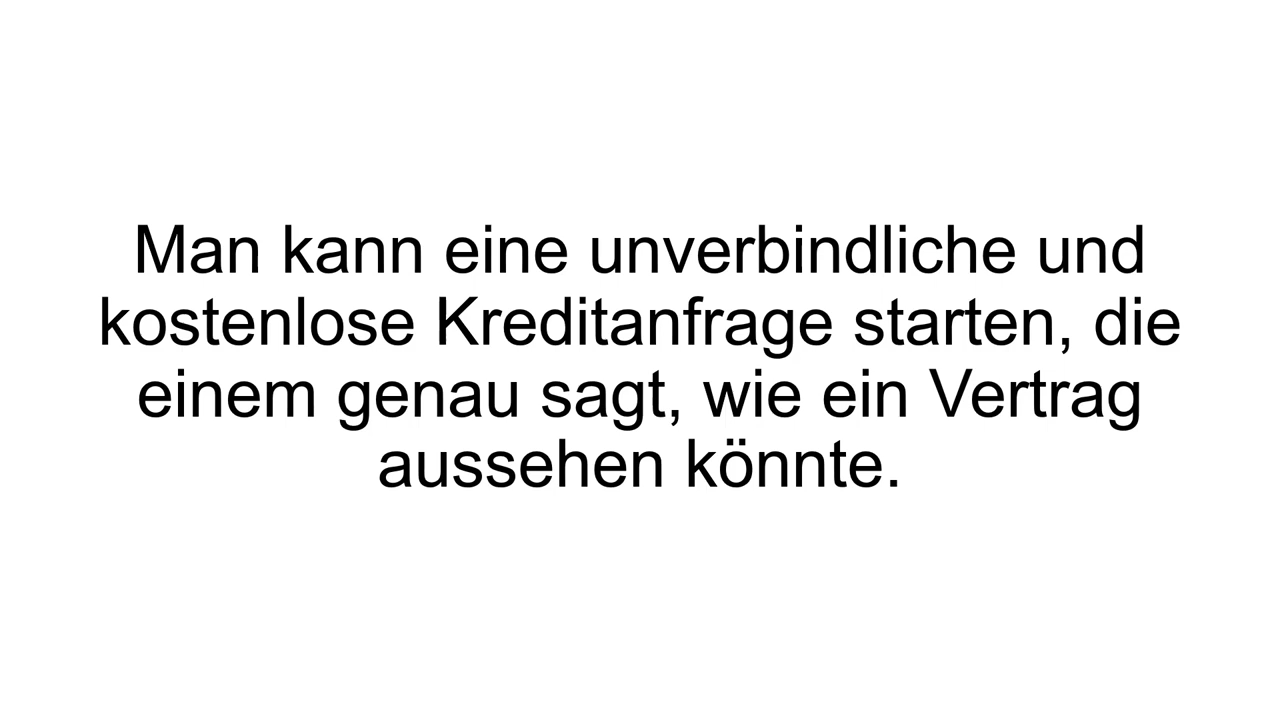 Man kann eine unverbindliche und
kostenlose Kreditanfrage starten, die
einem genau sagt, wie ein Vertrag
aussehen könnte.